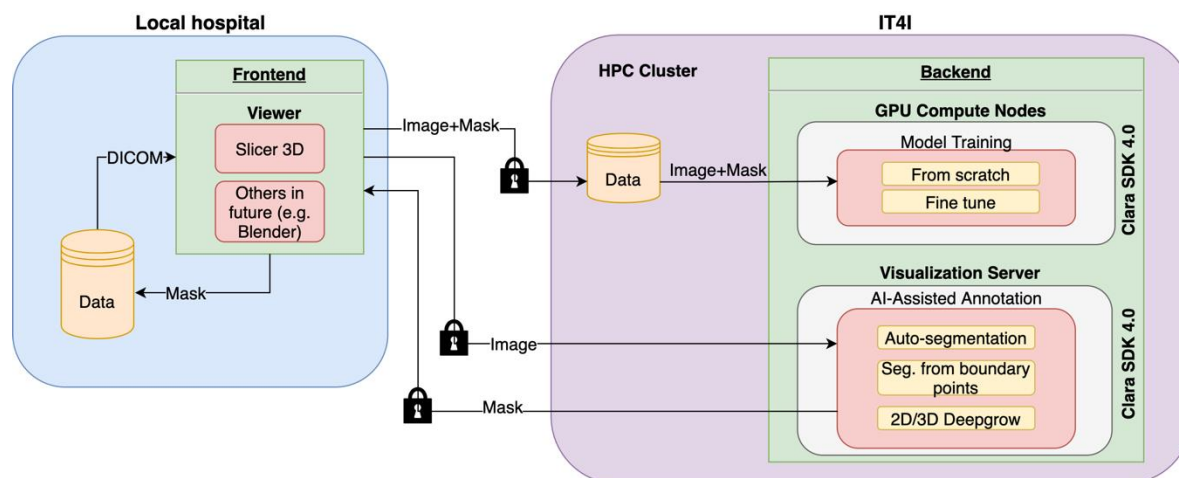 Local hospital
IT4I
Frontend
Viewer
Slicer 3D
Others in
future (e.g.
Blender)
DICOM
Data
Mask
Image+Mask
Image
Mask
HPC Cluster
Data
Image+Mask
Backend
GPU Compute Nodes
Model Training
From scratch
Fine tune
Clara SDK 4.0
Visualization Server
AI-Assisted Annotation
Auto-segmentation
Seg. from boundary
points
2D/3D Deepgrow
Clara SDK 4.0